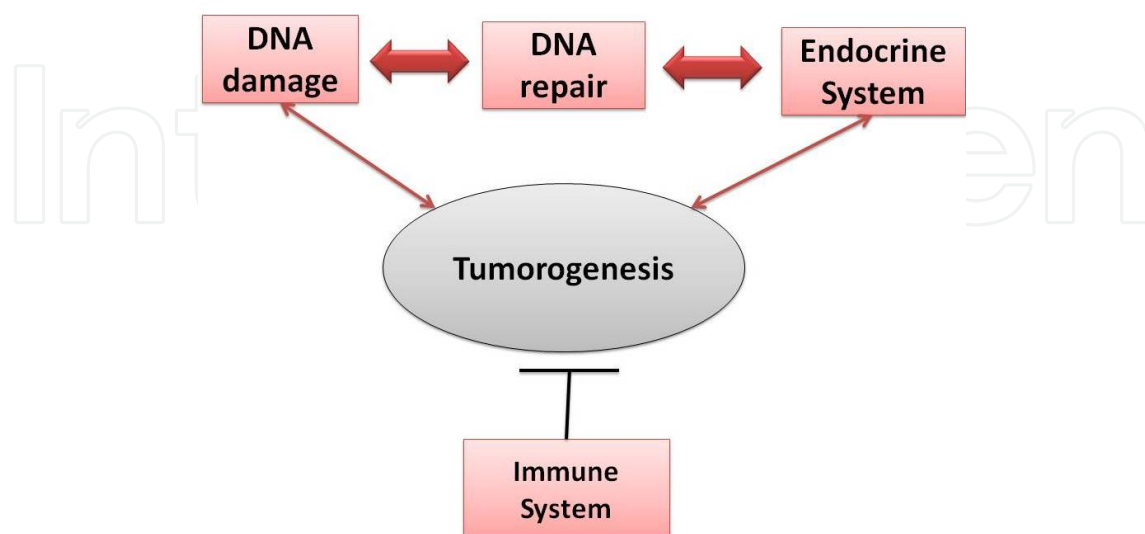 DNA
damage
DNA
repair
Endocrine
System
Tumorogenesis
Immune
System